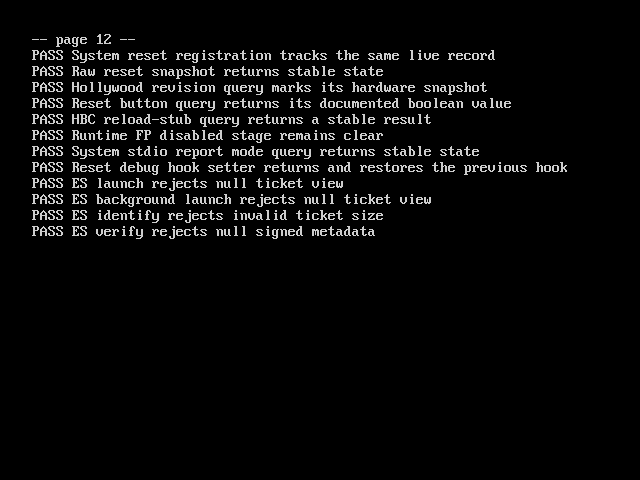 -- page 12 --
PASS System reset registration tracks the same live record
PASS Raw reset snapshot returns stable state
PASS Hollywood revision query marks its hardware snapshot
PASS Reset button query returns its documented boolean value
PASS HBC reload-stub query returns a stable result
PASS Runtime FP disabled stage remains clear
PASS System stdio report mode query returns stable state
PASS Reset debug hook setter returns and restores the previous hook
PASS ES launch rejects null ticket view
PASS ES background launch rejects null ticket view
PASS ES identify rejects invalid ticket size
PASS ES verify rejects null signed metadata